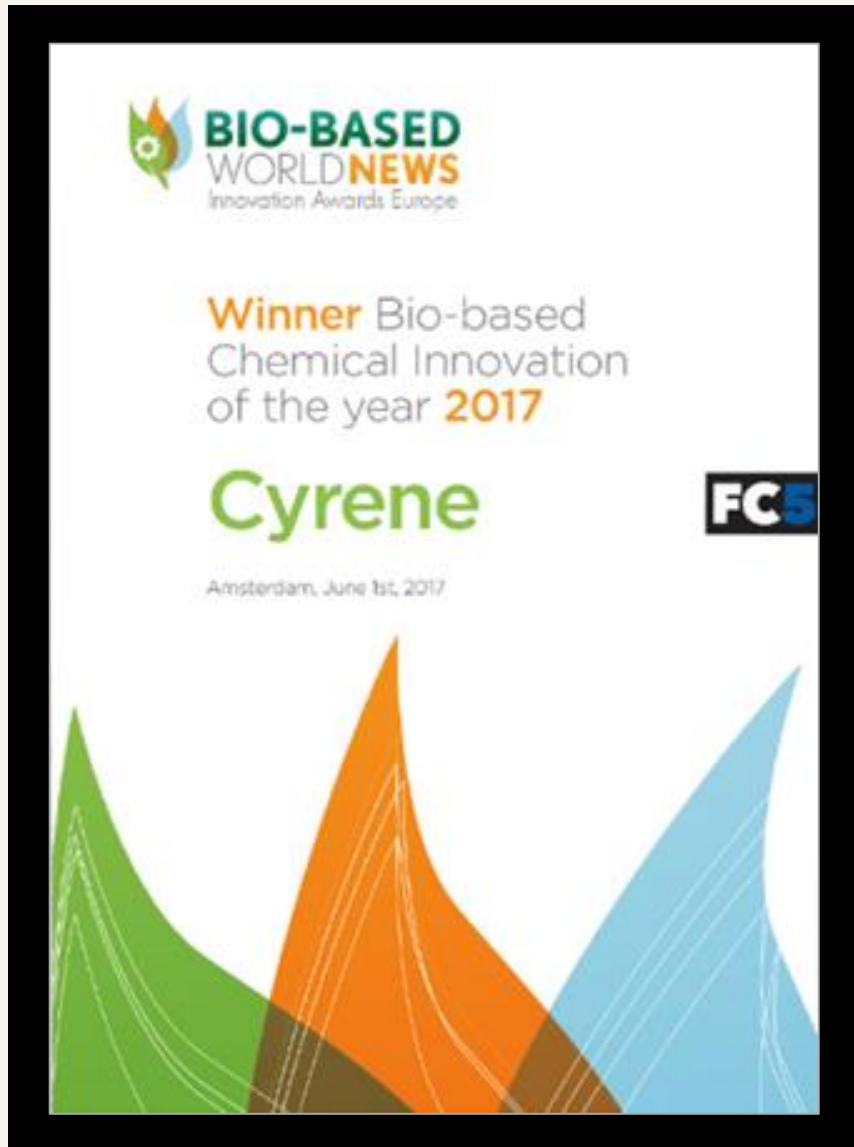 BIO-BASED
WORLDNEWS
Innovation Awards Europe
Winner Bio-based
Chemical Innovation
of the year 2017
Cyrene
FC5
Amsterdam, June 1st, 2017